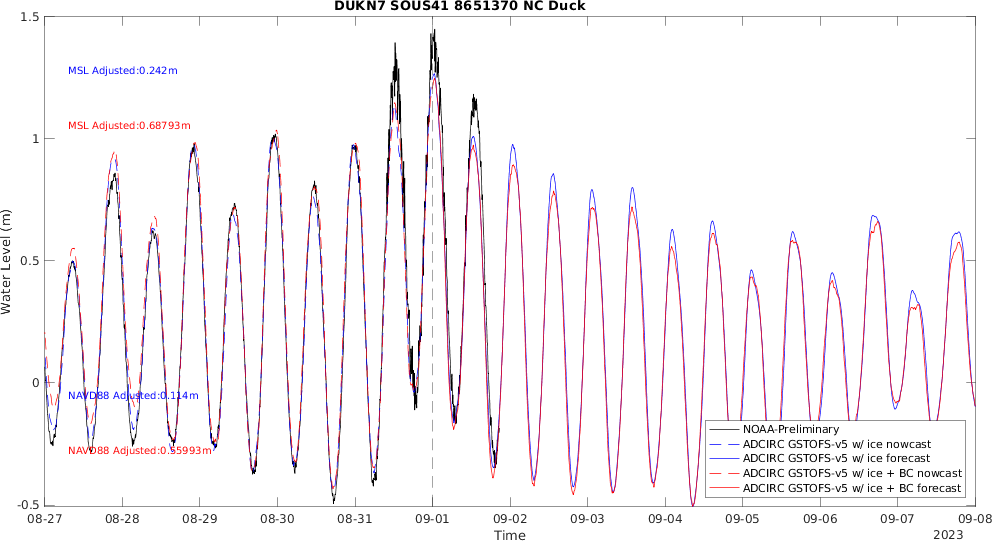 DUKN7 SOUS41 8651370 NC Duck
1.5
1
0.5
0
-0.5
Water Level (m)
MSL Adjusted:0.242m
MSL Adjusted:0.68793m
NAVD88 Adjusted:0.114m
NAVD88 Adjusted:0.55993m
NOAA-Preliminary
ADCIRC GSTOFS-v5 w/ ice nowcast
ADCIRC GSTOFS-v5 w/ ice forecast
ADCIRC GSTOFS-v5 w/ ice + BC nowcast
ADCIRC GSTOFS-v5 w/ ice + BC forecast
08-27 08-28 08-29 08-30 08-31 09-01 09-02 09-03 09-04 09-05 09-06 09-07 09-08
Time
2023